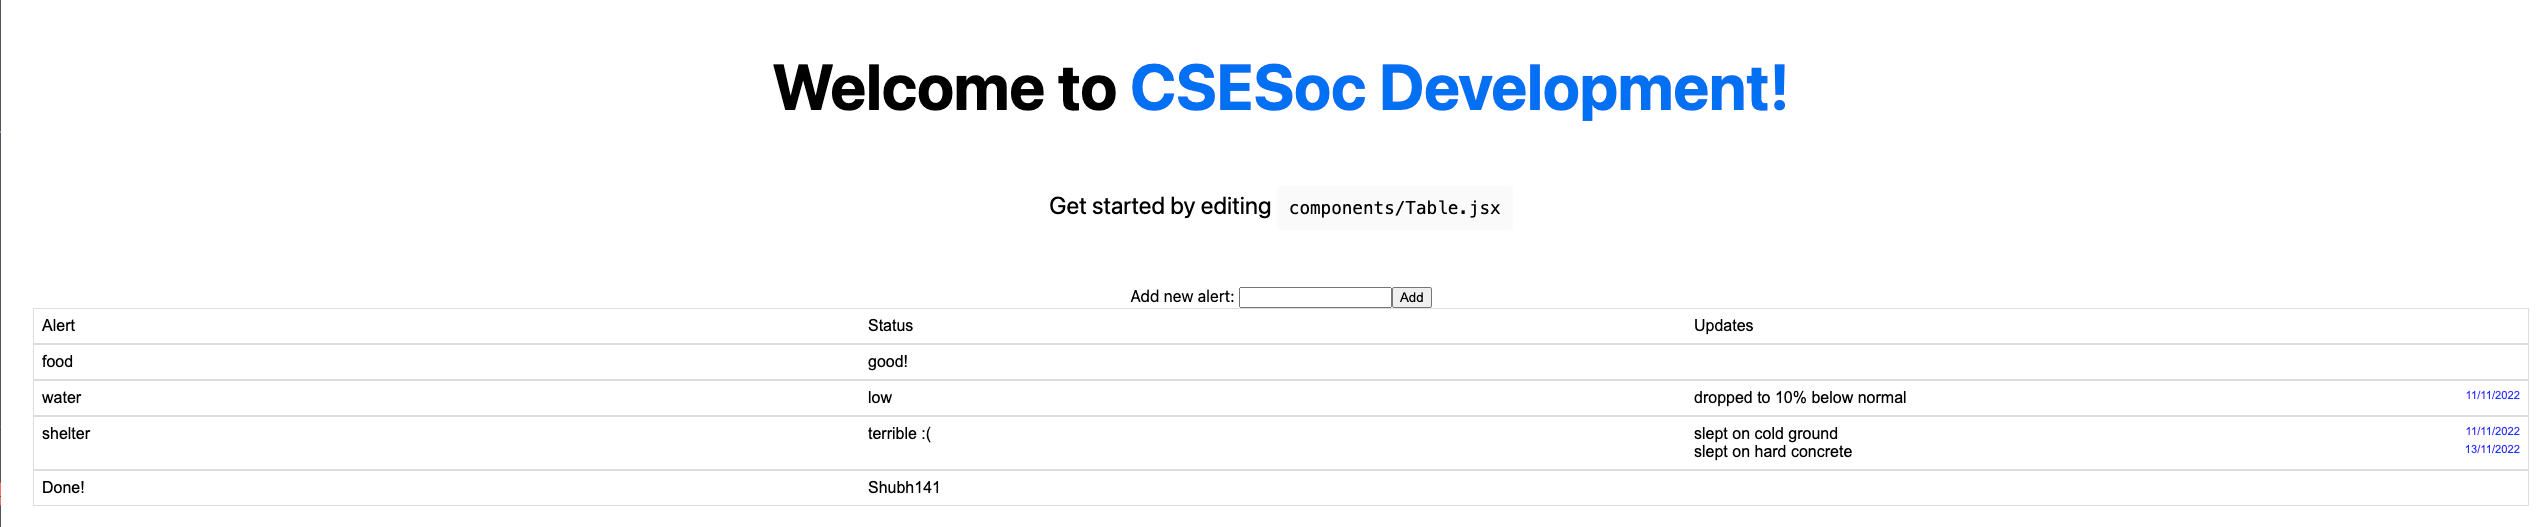 Welcome to CSESoc Development!
Get started by editing components/Table.jsx
Add new alert: Add
Alert Status Updates
food good!
water low dropped to 10% below normal 11/11/2022
shelter terrible :( slept on cold ground 11/11/2022
slept on hard concrete 13/11/2022
Done! Shubh141